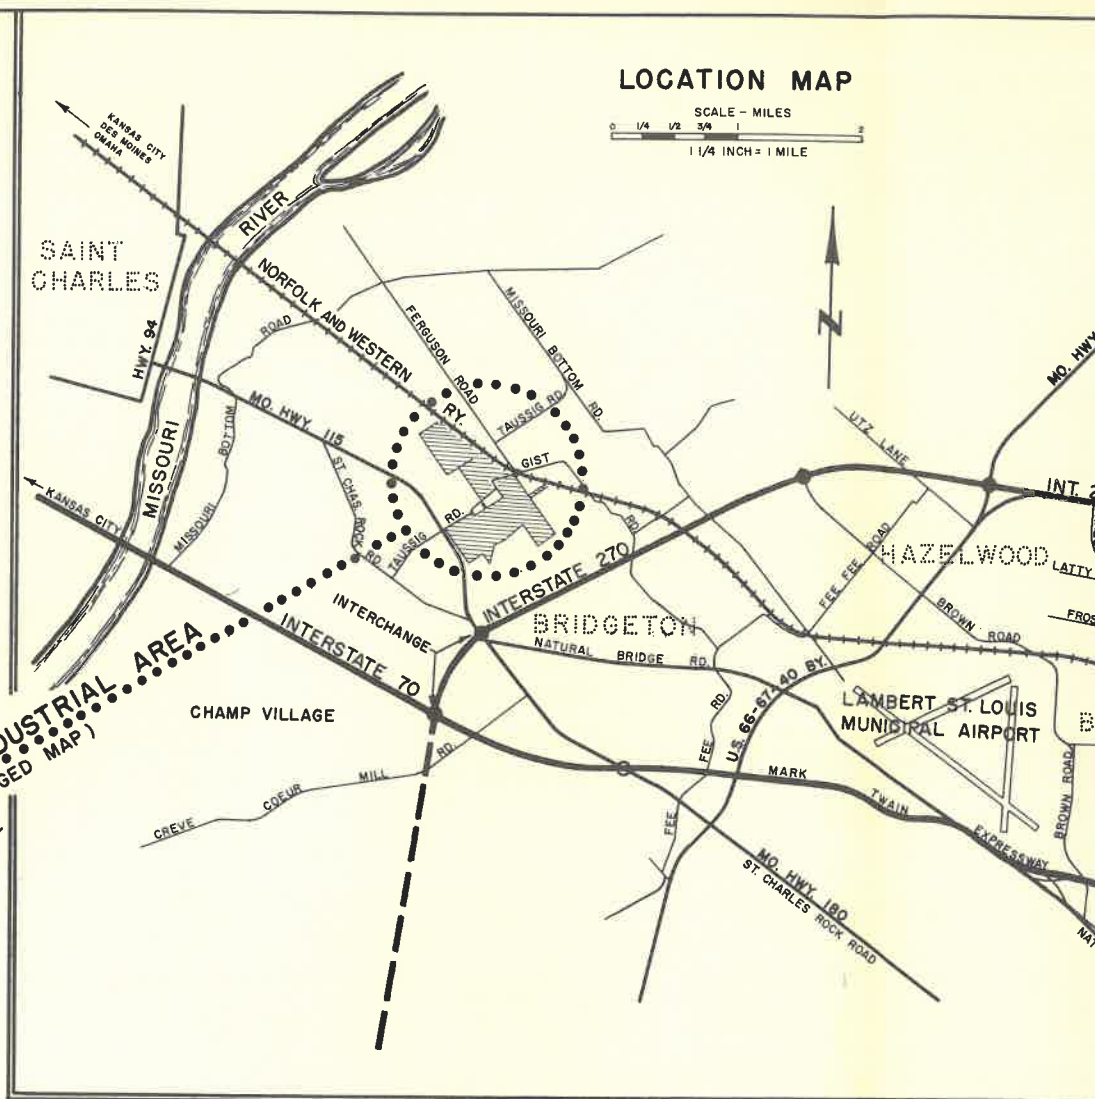 LOCATION MAP
SCALE - MILES
0 1/4 1/2 3/4 1 2
1 1/4 INCH = 1 MILE
KANSAS CITY
DES MOINES
OMAHA
RIVER
SAINT
CHARLES
HWY. 94
NORFOLK AND WESTERN RY.
ROAD
FERGUSON ROAD
MISSOURI BOTTOM RD.
TAUSSIG RD.
GIST
RD.
MO. HWY 115
ST CHAS. ROCK RD.
TAUSSIG RD.
MISSOURI BOTTOM
MISSOURI
KANSAS CITY
N
MO. HWY
UTZ LANE
INT. 2
FEE FEE ROAD
HAZELWOOD
LATTY
FROS
BROWN ROAD
INTERSTATE 270
INTERCHANGE
BRIDGETON
NATURAL BRIDGE RD.
INTERSTATE 70
DUSTRIAL AREA
GED MAP)
CHAMP VILLAGE
CREVE COEUR MILL RD.
FEE FEE RD.
U.S. 66-67-40 BY.
LAMBERT ST. LOUIS
MUNICIPAL AIRPORT
B
BROWN ROAD
MARK TWAIN EXPRESSWAY
MO. HWY. 180
ST. CHARLES ROCK ROAD
NAT